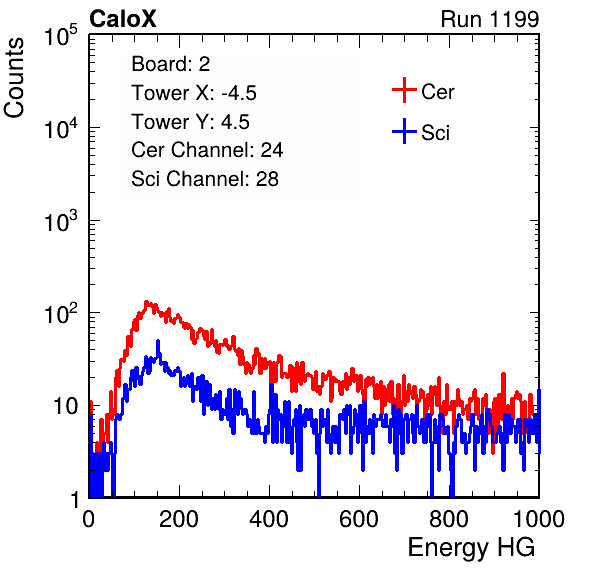 CaloX Run 1199
Counts
10^5
10^4
10^3
10^2
10
1
Board: 2
Tower X: -4.5
Tower Y: 4.5
Cer Channel: 24
Sci Channel: 28
Cer
Sci
0 200 400 600 800 1000
Energy HG